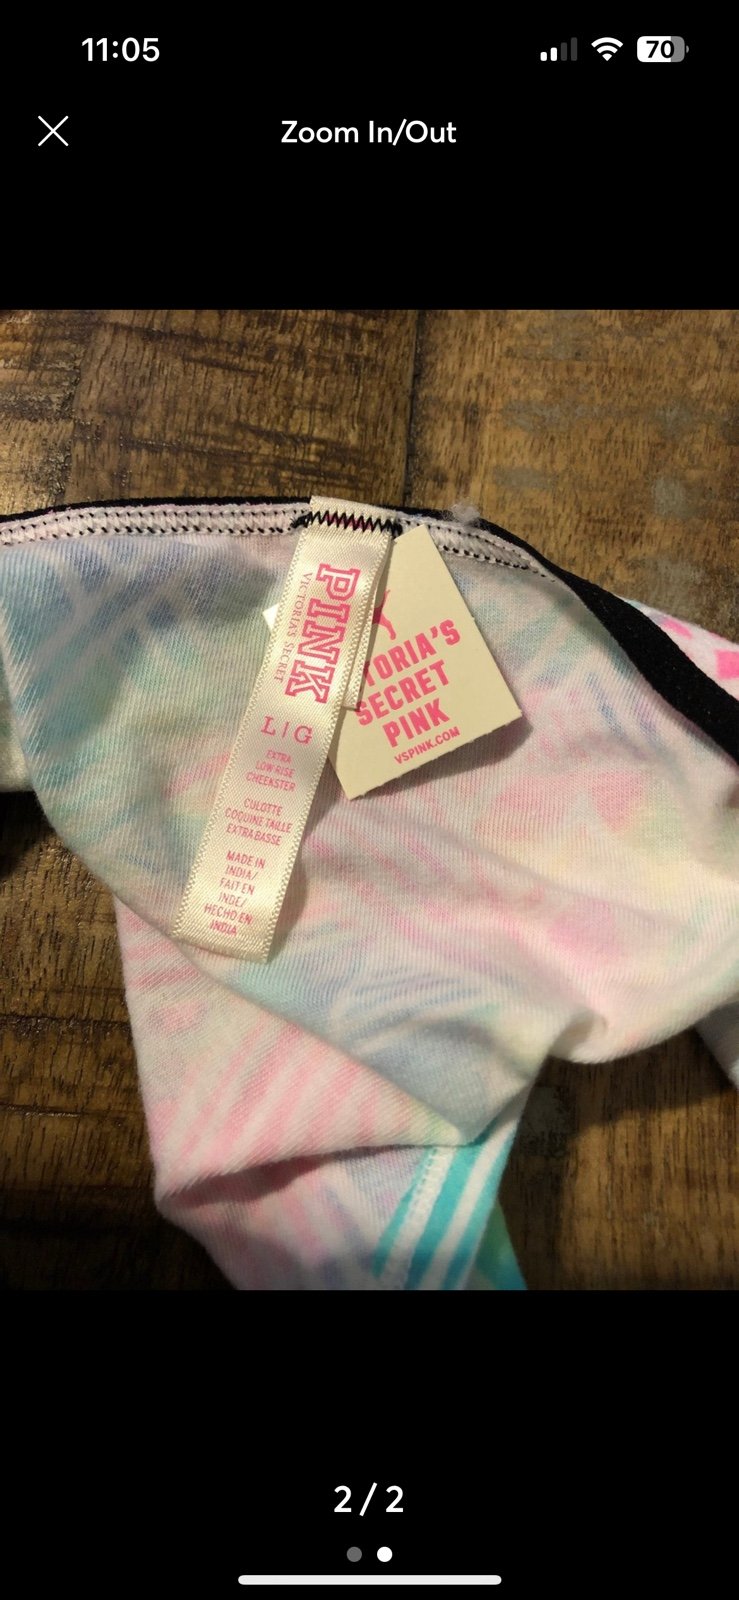 11:05
70
Zoom In/Out
PINK
VICTORIA'S SECRET
L|G
EXTRA
LOW RISE
CHEEKSTER
CULOTTE
COQUINE TAILLE
EXTRA BASSE
MADE IN
INDIA/
FAIT EN
INDE/
HECHO EN
INDIA
TORIA'S
SECRET
PINK
VSPINK.COM
2 / 2